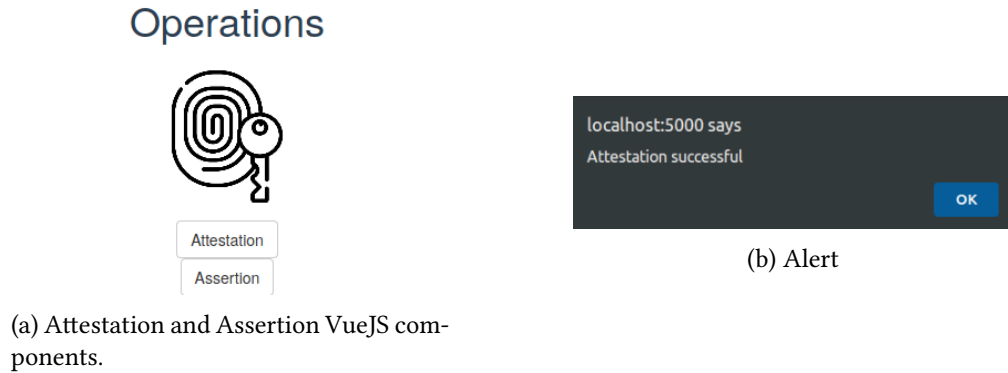 Operations
Attestation
Assertion
(a) Attestation and Assertion VueJS com-
ponents.
localhost:5000 says
Attestation successful
OK
(b) Alert